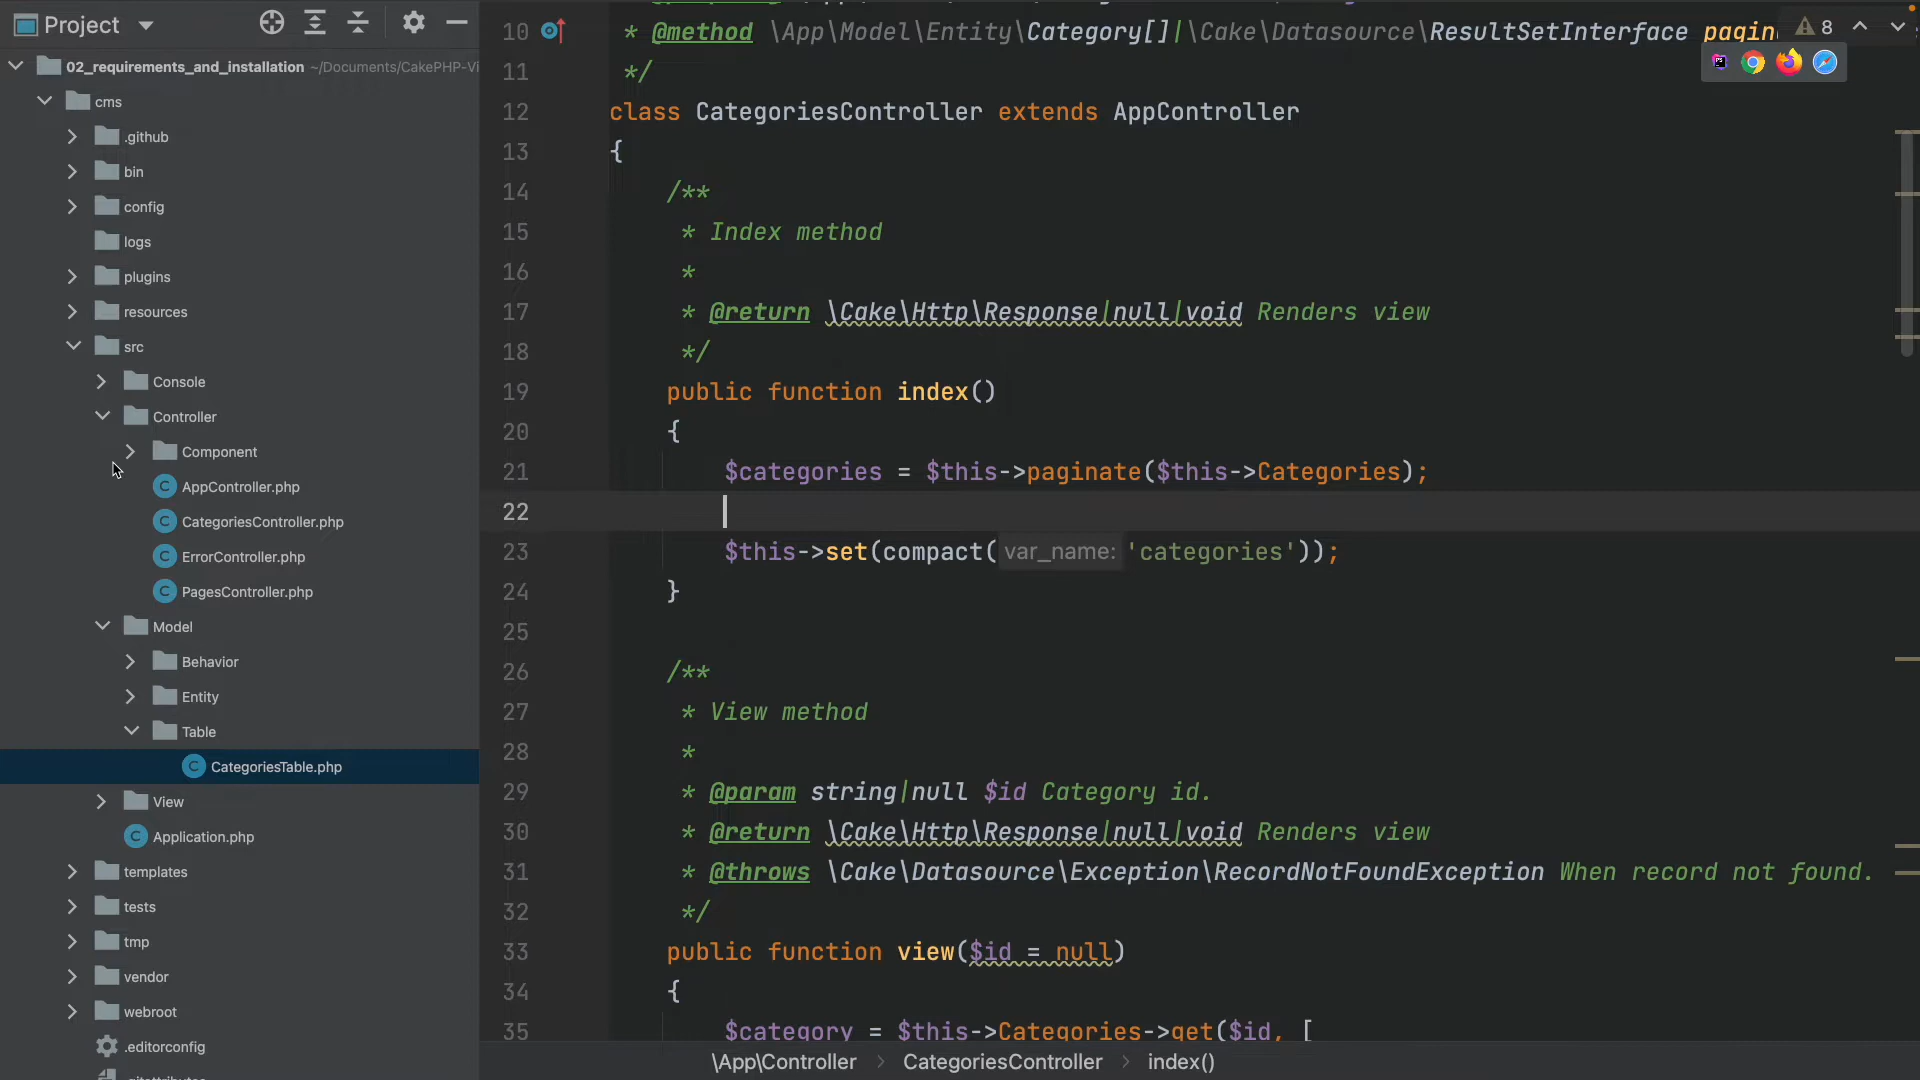 Project
02_requirements_and_installation ~/Documents/CakePHP-Vi
cms
.github
bin
config
logs
plugins
resources
src
Console
Controller
Component
AppController.php
CategoriesController.php
ErrorController.php
PagesController.php
Model
Behavior
Entity
Table
CategoriesTable.php
View
Application.php
templates
tests
tmp
vendor
webroot
.editorconfig
.gitattributes
8
10 * @method \App\Model\Entity\Category[]|\Cake\Datasource\ResultSetInterface pagin
11 */
12 class CategoriesController extends AppController
13 {
14 /**
15 * Index method
16 *
17 * @return \Cake\Http\Response|null|void Renders view
18 */
19 public function index()
20 {
21 $categories = $this->paginate($this->Categories);
22
23 $this->set(compact( var_name: 'categories'));
24 }
25
26 /**
27 * View method
28 *
29 * @param string|null $id Category id.
30 * @return \Cake\Http\Response|null|void Renders view
31 * @throws \Cake\Datasource\Exception\RecordNotFoundException When record not found.
32 */
33 public function view($id = null)
34 {
35 $category = $this->Categories->get($id, [
\App\Controller > CategoriesController > index()